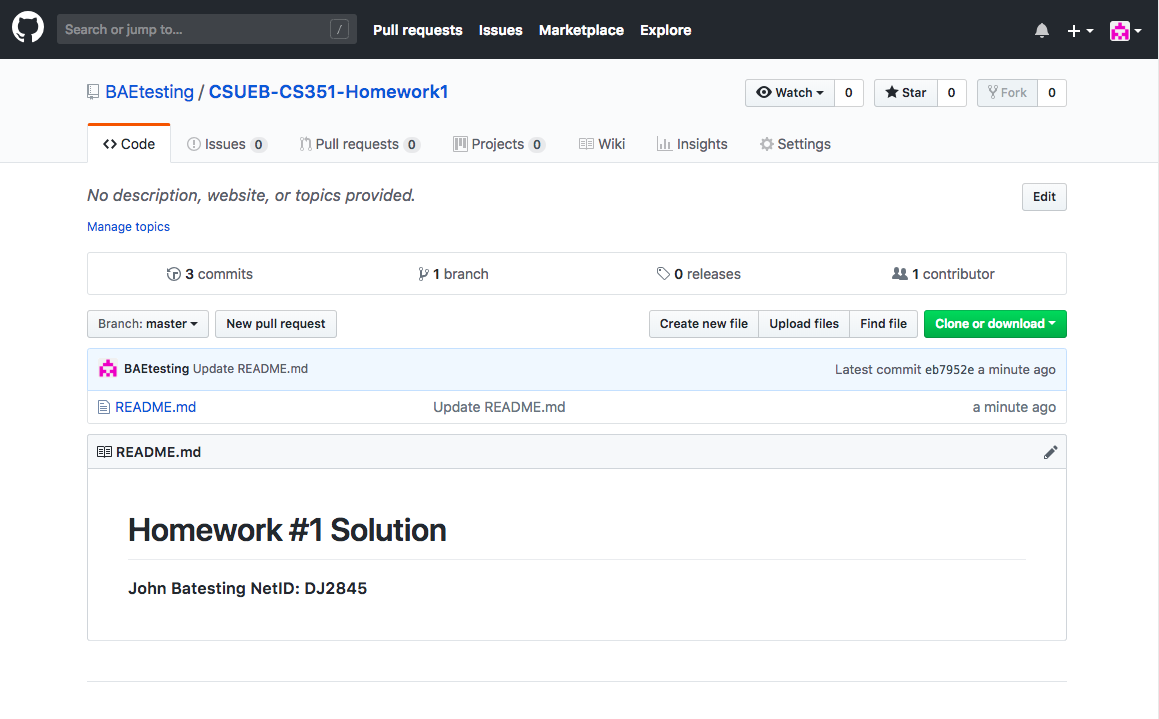 Search or jump to... / Pull requests Issues Marketplace Explore
BAEtesting / CSUEB-CS351-Homework1 Watch 0 Star 0 Fork 0
Code Issues 0 Pull requests 0 Projects 0 Wiki Insights Settings
No description, website, or topics provided. Edit
Manage topics
3 commits 1 branch 0 releases 1 contributor
Branch: master New pull request Create new file Upload files Find file Clone or download
BAEtesting Update README.md Latest commit eb7952e a minute ago
README.md Update README.md a minute ago
README.md
Homework #1 Solution
John Batesting NetID: DJ2845